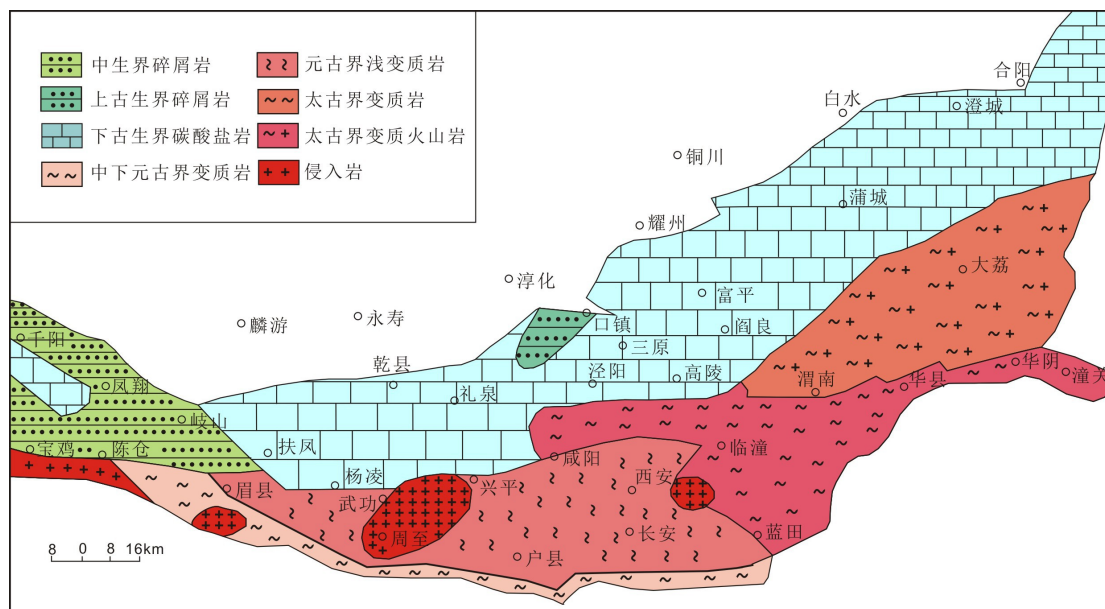 中生界碎屑岩
元古界浅变质岩
上古生界碎屑岩
太古界变质岩
下古生界碳酸盐岩
太古界变质火山岩
中下元古界变质岩
侵入岩
合阳
白水
澄城
铜川
蒲城
耀州
大荔
淳化
富平
麟游
永寿
口镇
阎良
千阳
三原
乾县
泾阳
高陵
渭南
华县
华阴
潼关
凤翔
礼泉
岐山
宝鸡
陈仓
扶凤
咸阳
临潼
眉县
杨凌
武功
兴平
西安
周至
户县
长安
蓝田
8 0 8 16km